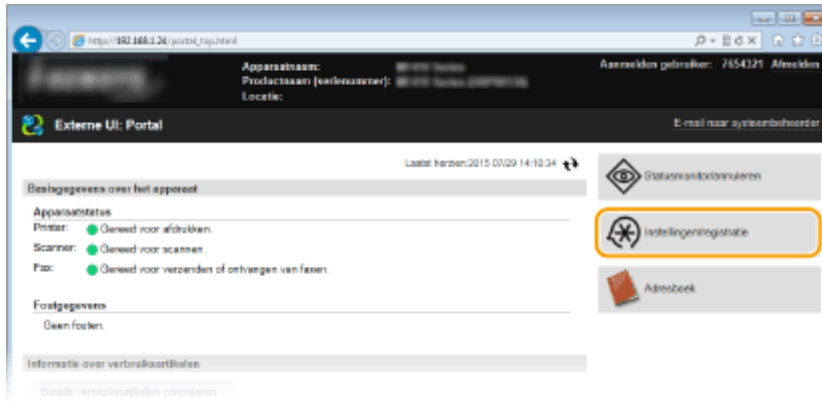 http://192.168.1.24/portal_top.html
Apparaatnaam:
Productnaam (serienummer):
Locatie:
Aanmelden gebruiker: 7654321 Afmelden
Externe UI: Portal
E-mail naar systeembeheerder
Laatst herzien:2015 07/29 14:10:34
Basisgegevens over het apparaat
Apparaatstatus
Printer: Gereed voor afdrukken.
Scanner: Gereed voor scannen.
Fax: Gereed voor verzenden of ontvangen van faxen.
Foutgegevens
Geen fouten.
Informatie over verbruiksartikelen
Details verbruiksartikelen controleren...
Statusmonitor/annuleren
Instellingen/registratie
Adresboek